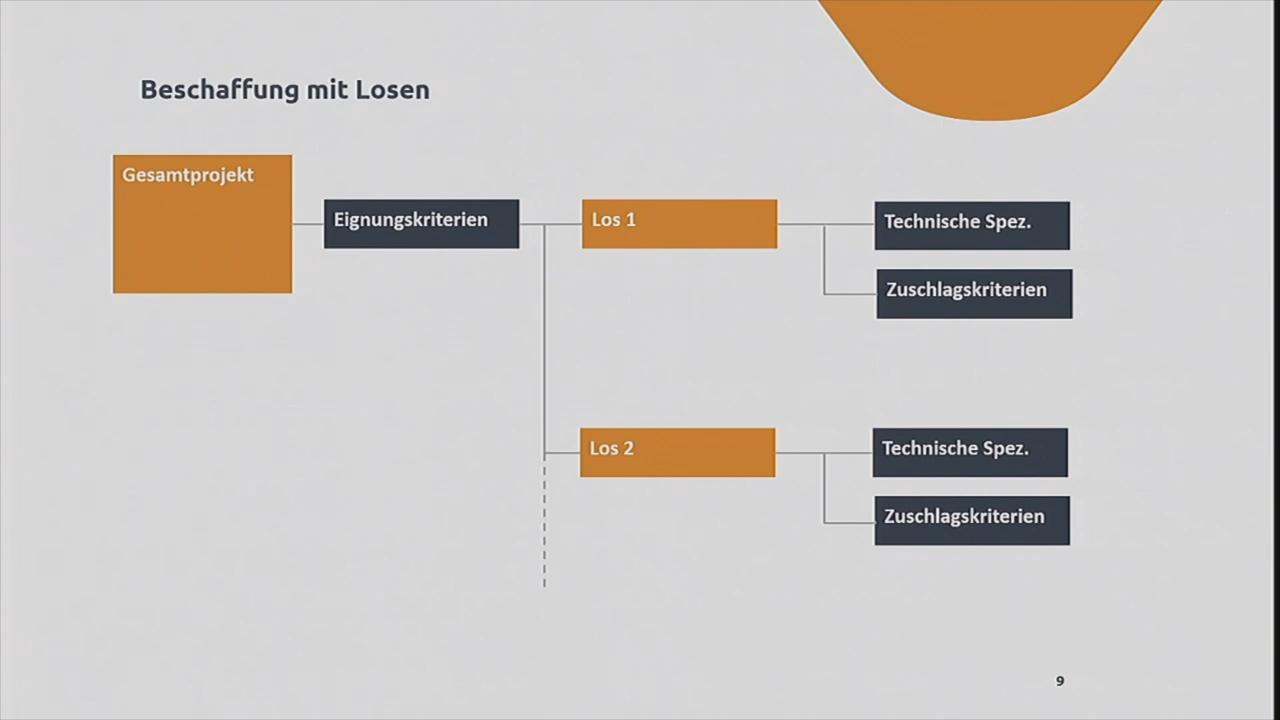 Beschaffung mit Losen
Gesamtprojekt
Eignungskriterien
Los 1
Technische Spez.
Zuschlagskriterien
Los 2
Technische Spez.
Zuschlagskriterien
9